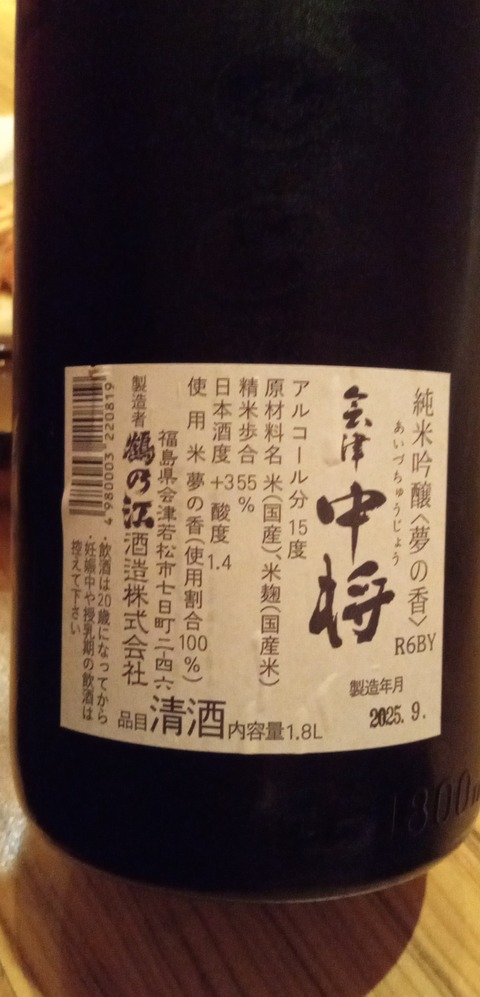 純米吟醸〈夢の香〉
R6BY
あいづちゅうじょう
会津
中将
製造年月
2025. 9.
アルコール分 15度
原材料名 米(国産)、米麹(国産米)
精米歩合 55%
日本酒度 +3 酸度 1.4
使用米 夢の香(使用割合100%)
福島県会津若松市七日町二−四六
製造者 鶴乃江酒造株式会社
品目 清酒 内容量1.8L
4 980003 220819
・飲酒は20歳になってから
・妊娠中や授乳期の飲酒は
控えて下さい
1800